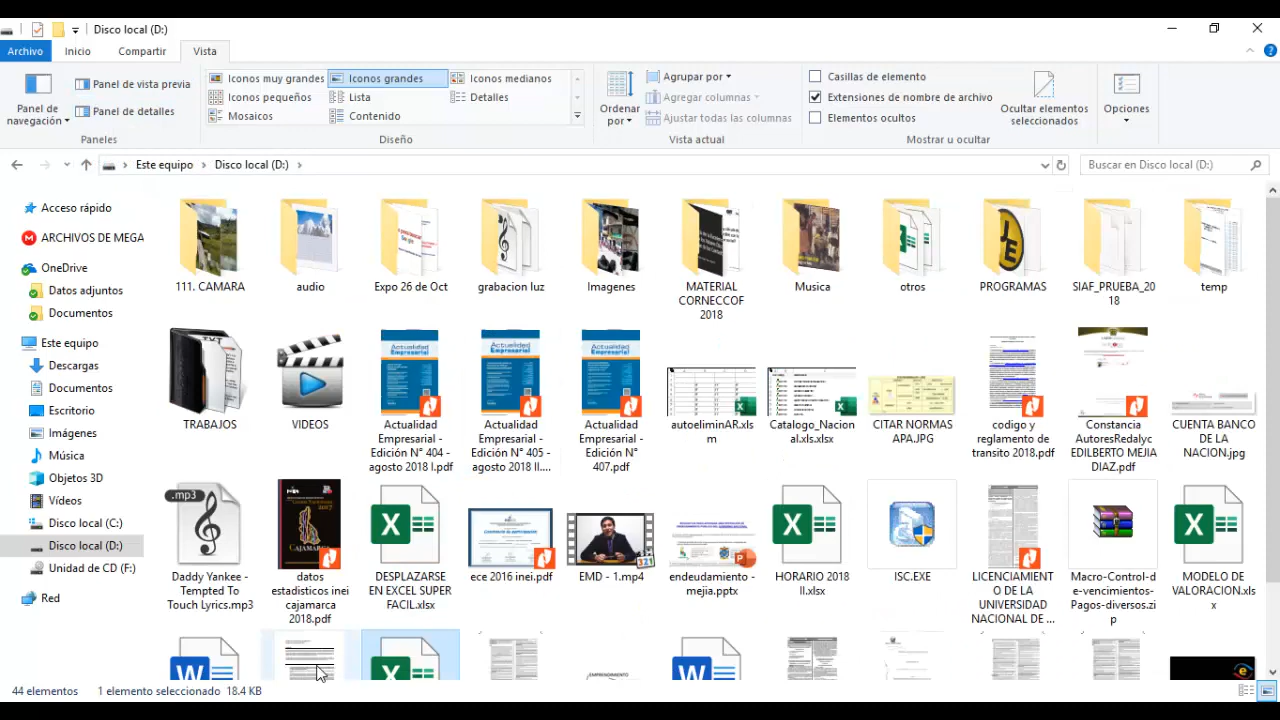 Disco local (D:)
Archivo
Inicio
Compartir
Vista
Panel de navegación
Panel de vista previa
Panel de detalles
Paneles
Iconos muy grandes
Iconos grandes
Iconos medianos
Iconos pequeños
Lista
Detalles
Mosaicos
Contenido
Diseño
Ordenar por
Agrupar por
Agregar columnas
Ajustar todas las columnas
Vista actual
Casillas de elemento
Extensiones de nombre de archivo
Elementos ocultos
Ocultar elementos seleccionados
Mostrar u ocultar
Opciones
Este equipo
Disco local (D:)
Buscar en Disco local (D:)
Acceso rápido
ARCHIVOS DE MEGA
OneDrive
Datos adjuntos
Documentos
Este equipo
Descargas
Documentos
Escritorio
Imágenes
Música
Objetos 3D
Vídeos
Disco local (C:)
Disco local (D:)
Unidad de CD (F:)
Red
111. CAMARA
audio
Expo 26 de Oct
grabacion luz
Imagenes
MATERIAL
CORNECCOF
2018
Musica
otros
PROGRAMAS
SIAF_PRUEBA_20
18
temp
TRABAJOS
VIDEOS
Actualidad
Empresarial -
Edición N° 404 -
agosto 2018 I.pdf
Actualidad
Empresarial -
Edición N° 405 -
agosto 2018 II....
Actualidad
Empresarial -
Edición N°
407.pdf
autoeliminAR.xls
m
Catalogo_Nacion
al.xls.xlsx
CITAR NORMAS
APA.JPG
codigo y
reglamento de
transito 2018.pdf
Constancia
AutoresRedalyc
EDILBERTO MEJIA
DIAZ.pdf
CUENTA BANCO
DE LA
NACION.jpg
.mp3
Daddy Yankee -
Tempted To
Touch Lyrics.mp3
datos
estadisticos inei
cajamarca
2018.pdf
DESPLAZARSE
EN EXCEL SUPER
FACIL.xlsx
ece 2016 inei.pdf
EMD - 1.mp4
endeudamiento -
mejia.pptx
HORARIO 2018
II.xlsx
ISC.EXE
LICENCIAMIENT
O DE LA
UNIVERSIDAD
NACIONAL DE ...
Macro-Control-d
e-vencimientos-
Pagos-diversos.zi
p
MODELO DE
VALORACION.xls
x
44 elementos
1 elemento seleccionado 18.4 KB